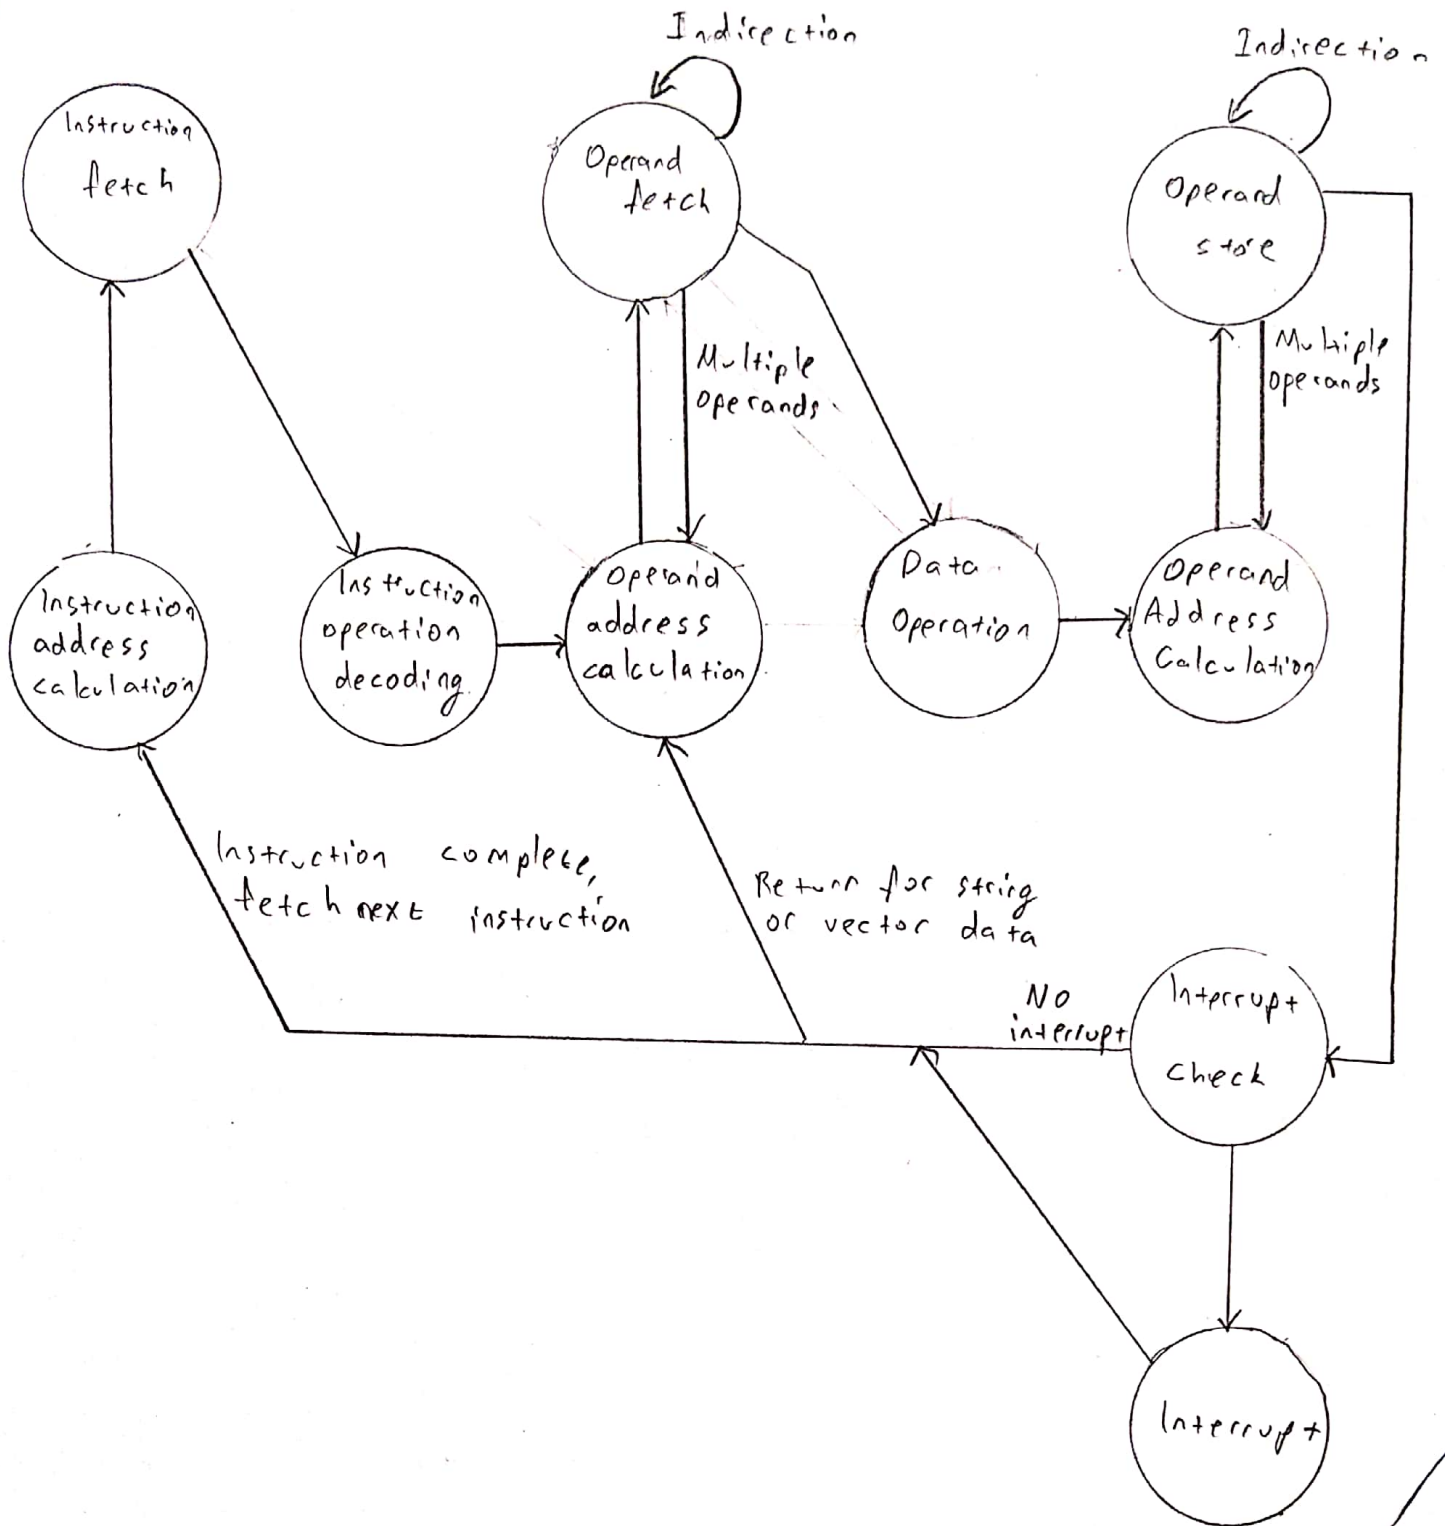 Indirection
Indirection
Instruction
fetch
Operand
fetch
Operand
store
Multiple
operands
Multiple
operands
Instruction
address
calculation
Instruction
operation
decoding
Operand
address
calculation
Data
Operation
Operand
Address
Calculation
Instruction complete,
fetch next instruction
Return for string
or vector data
No
interrupt
Interrupt
check
Interrupt